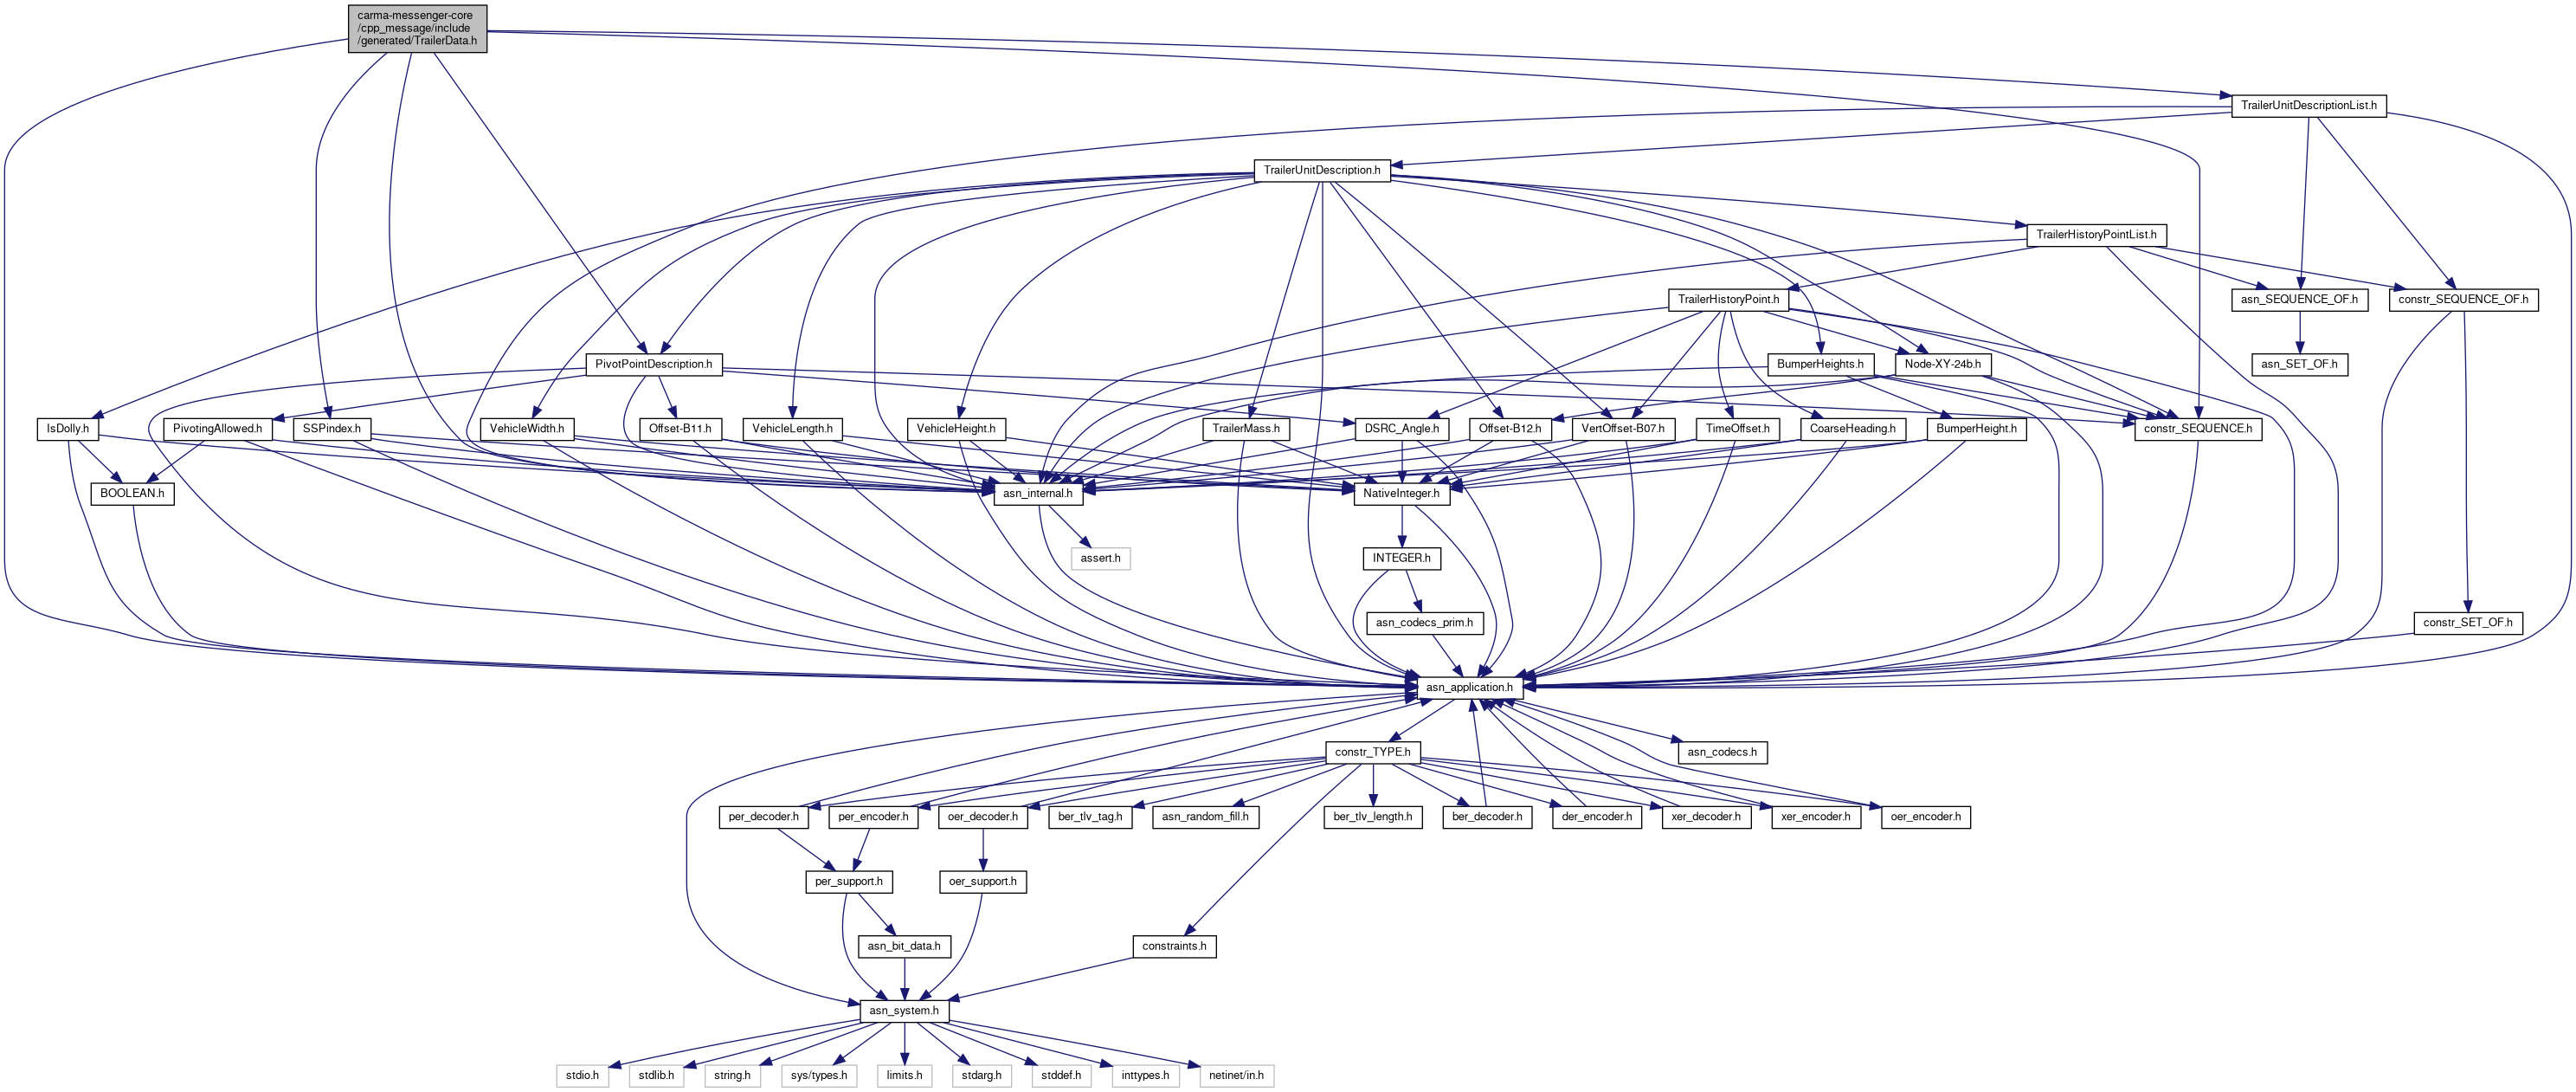 carma-messenger-core
/cpp_message/include
/generated/TrailerData.h
TrailerUnitDescriptionList.h
TrailerUnitDescription.h
TrailerHistoryPointList.h
TrailerHistoryPoint.h
asn_SEQUENCE_OF.h
constr_SEQUENCE_OF.h
PivotPointDescription.h
BumperHeights.h
Node-XY-24b.h
asn_SET_OF.h
IsDolly.h
PivotingAllowed.h
SSPindex.h
VehicleWidth.h
Offset-B11.h
VehicleLength.h
VehicleHeight.h
TrailerMass.h
DSRC_Angle.h
Offset-B12.h
VertOffset-B07.h
TimeOffset.h
CoarseHeading.h
BumperHeight.h
constr_SEQUENCE.h
BOOLEAN.h
asn_internal.h
NativeInteger.h
assert.h
INTEGER.h
asn_codecs_prim.h
constr_SET_OF.h
asn_application.h
constr_TYPE.h
asn_codecs.h
per_decoder.h
per_encoder.h
oer_decoder.h
ber_tlv_tag.h
asn_random_fill.h
ber_tlv_length.h
ber_decoder.h
der_encoder.h
xer_decoder.h
xer_encoder.h
oer_encoder.h
per_support.h
oer_support.h
asn_bit_data.h
constraints.h
asn_system.h
stdio.h
stdlib.h
string.h
sys/types.h
limits.h
stdarg.h
stddef.h
inttypes.h
netinet/in.h